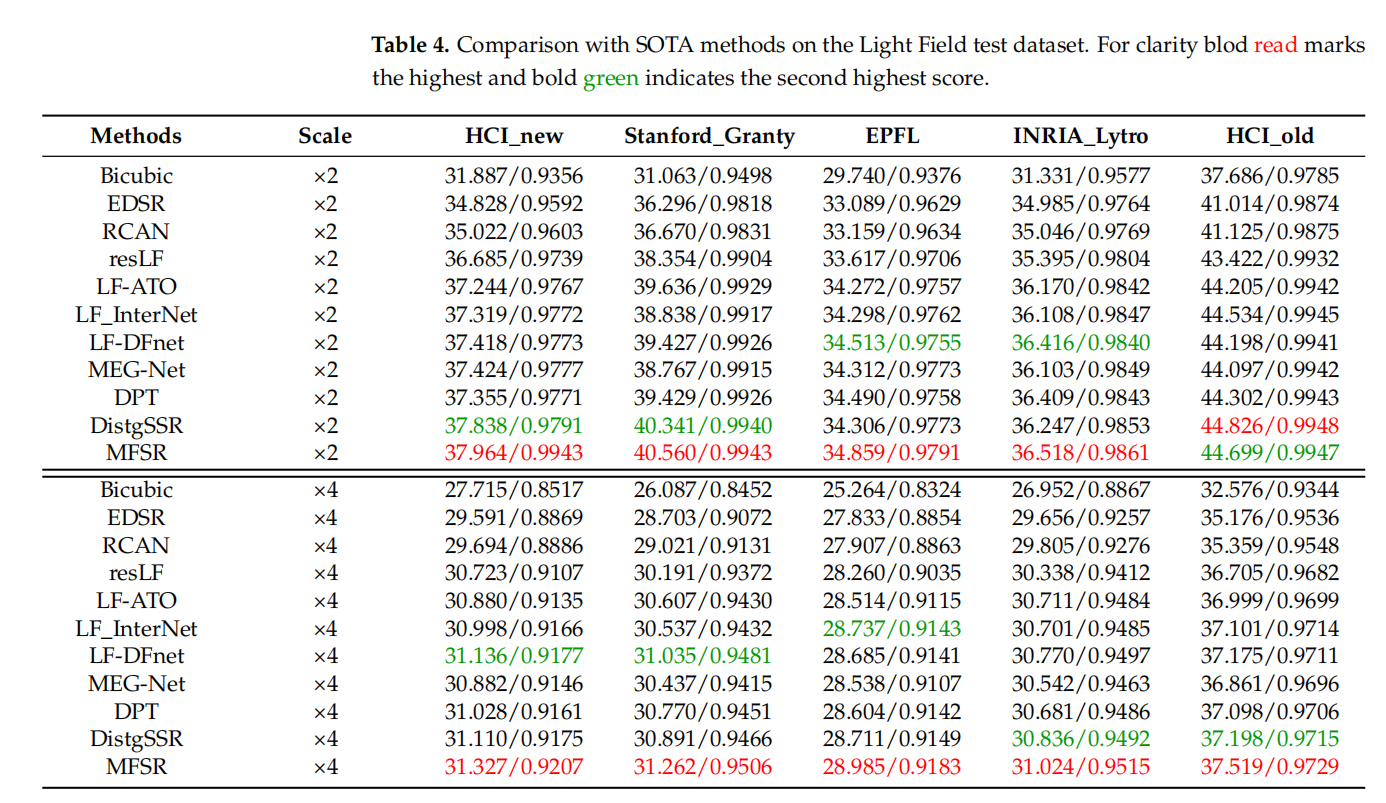 Table 4. Comparison with SOTA methods on the Light Field test dataset. For clarity blod read marks
the highest and bold green indicates the second highest score.
Methods Scale HCI_new Stanford_Granty EPFL INRIA_Lytro HCI_old
Bicubic ×2 31.887/0.9356 31.063/0.9498 29.740/0.9376 31.331/0.9577 37.686/0.9785
EDSR ×2 34.828/0.9592 36.296/0.9818 33.089/0.9629 34.985/0.9764 41.014/0.9874
RCAN ×2 35.022/0.9603 36.670/0.9831 33.159/0.9634 35.046/0.9769 41.125/0.9875
resLF ×2 36.685/0.9739 38.354/0.9904 33.617/0.9706 35.395/0.9804 43.422/0.9932
LF-ATO ×2 37.244/0.9767 39.636/0.9929 34.272/0.9757 36.170/0.9842 44.205/0.9942
LF_InterNet ×2 37.319/0.9772 38.838/0.9917 34.298/0.9762 36.108/0.9847 44.534/0.9945
LF-DFnet ×2 37.418/0.9773 39.427/0.9926 34.513/0.9755 36.416/0.9840 44.198/0.9941
MEG-Net ×2 37.424/0.9777 38.767/0.9915 34.312/0.9773 36.103/0.9849 44.097/0.9942
DPT ×2 37.355/0.9771 39.429/0.9926 34.490/0.9758 36.409/0.9843 44.302/0.9943
DistgSSR ×2 37.838/0.9791 40.341/0.9940 34.306/0.9773 36.247/0.9853 44.826/0.9948
MFSR ×2 37.964/0.9943 40.560/0.9943 34.859/0.9791 36.518/0.9861 44.699/0.9947
Bicubic ×4 27.715/0.8517 26.087/0.8452 25.264/0.8324 26.952/0.8867 32.576/0.9344
EDSR ×4 29.591/0.8869 28.703/0.9072 27.833/0.8854 29.656/0.9257 35.176/0.9536
RCAN ×4 29.694/0.8886 29.021/0.9131 27.907/0.8863 29.805/0.9276 35.359/0.9548
resLF ×4 30.723/0.9107 30.191/0.9372 28.260/0.9035 30.338/0.9412 36.705/0.9682
LF-ATO ×4 30.880/0.9135 30.607/0.9430 28.514/0.9115 30.711/0.9484 36.999/0.9699
LF_InterNet ×4 30.998/0.9166 30.537/0.9432 28.737/0.9143 30.701/0.9485 37.101/0.9714
LF-DFnet ×4 31.136/0.9177 31.035/0.9481 28.685/0.9141 30.770/0.9497 37.175/0.9711
MEG-Net ×4 30.882/0.9146 30.437/0.9415 28.538/0.9107 30.542/0.9463 36.861/0.9696
DPT ×4 31.028/0.9161 30.770/0.9451 28.604/0.9142 30.681/0.9486 37.098/0.9706
DistgSSR ×4 31.110/0.9175 30.891/0.9466 28.711/0.9149 30.836/0.9492 37.198/0.9715
MFSR ×4 31.327/0.9207 31.262/0.9506 28.985/0.9183 31.024/0.9515 37.519/0.9729